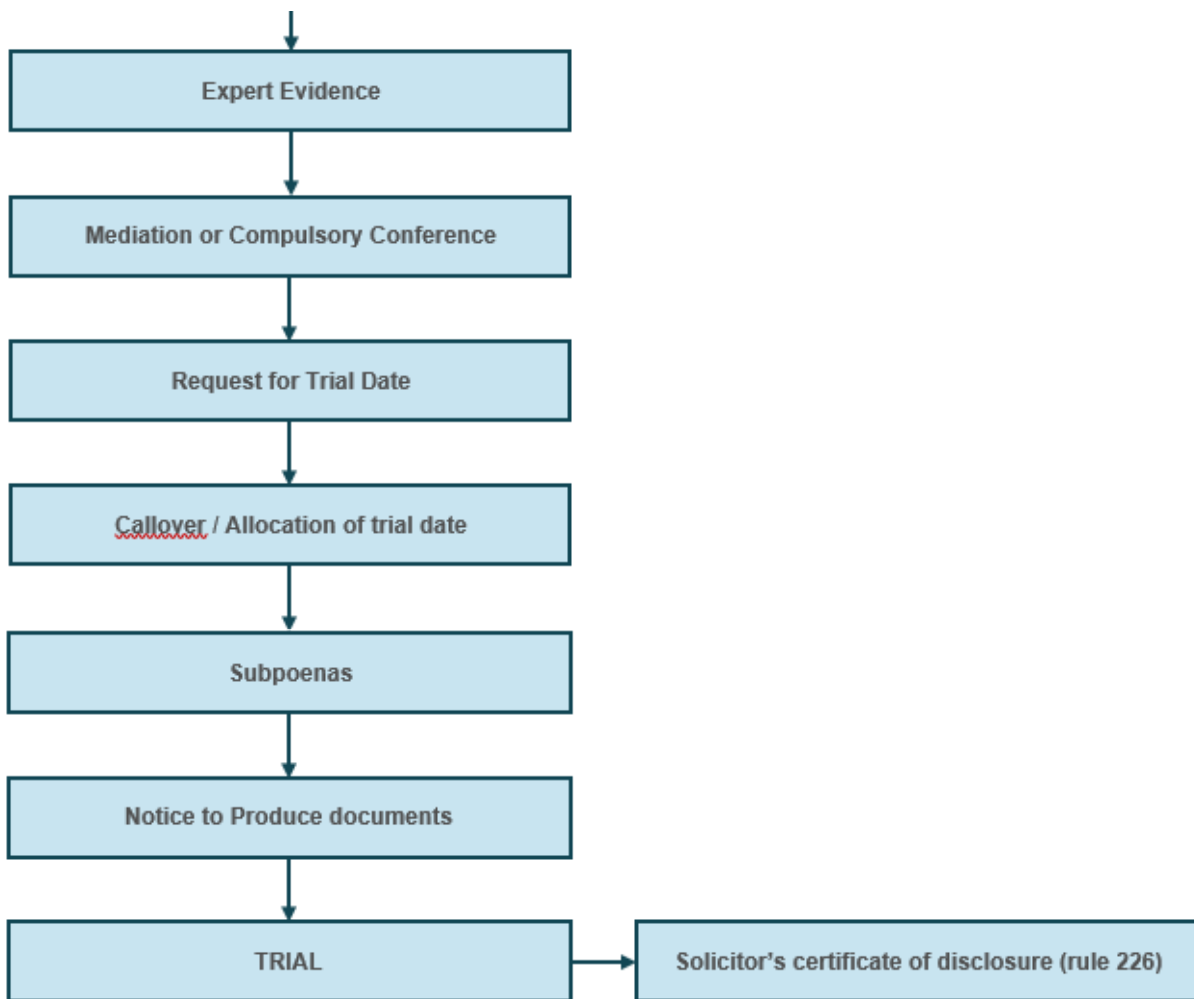 Expert Evidence
Mediation or Compulsory Conference
Request for Trial Date
Callover / Allocation of trial date
Subpoenas
Notice to Produce documents
TRIAL
Solicitor’s certificate of disclosure (rule 226)